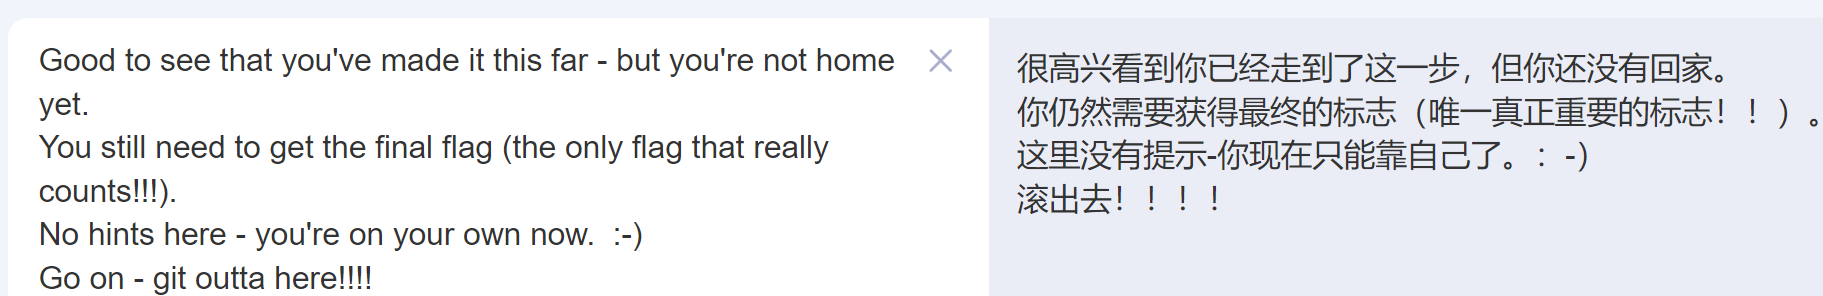 Good to see that you've made it this far - but you're not home
yet.
You still need to get the final flag (the only flag that really
counts!!!).
No hints here - you're on your own now.  :-)
Go on - git outta here!!!!
很高兴看到你已经走到了这一步，但你还没有回家。
你仍然需要获得最终的标志（唯一真正重要的标志！！）。
这里没有提示-你现在只能靠自己了。：-）
滚出去！！！！